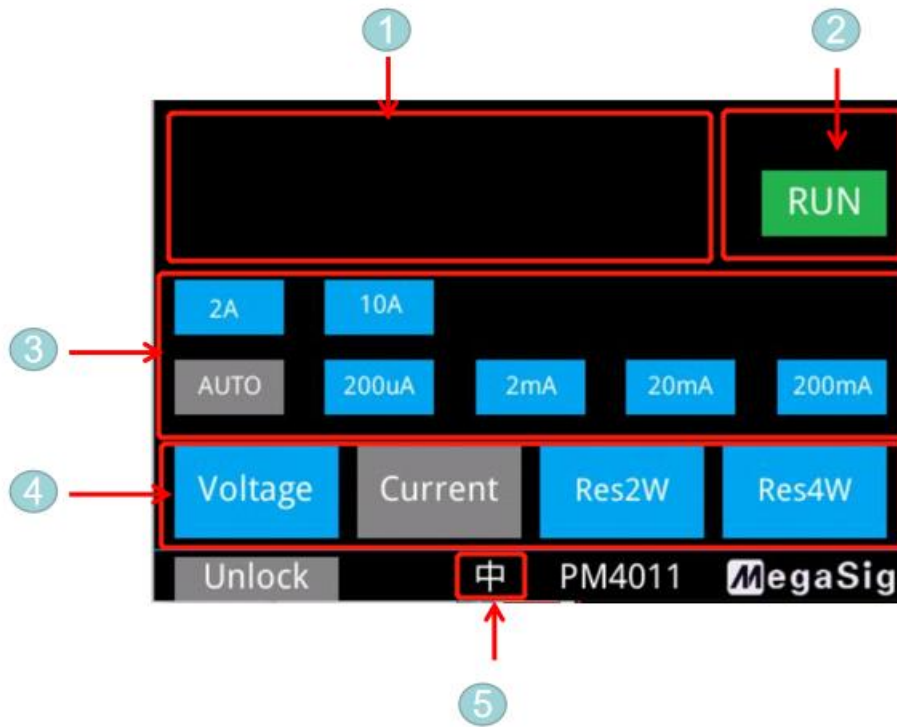 1
2
RUN
2A
10A
3
AUTO
200uA
2mA
20mA
200mA
4
Voltage
Current
Res2W
Res4W
Unlock
中
PM4011
MegaSig
5